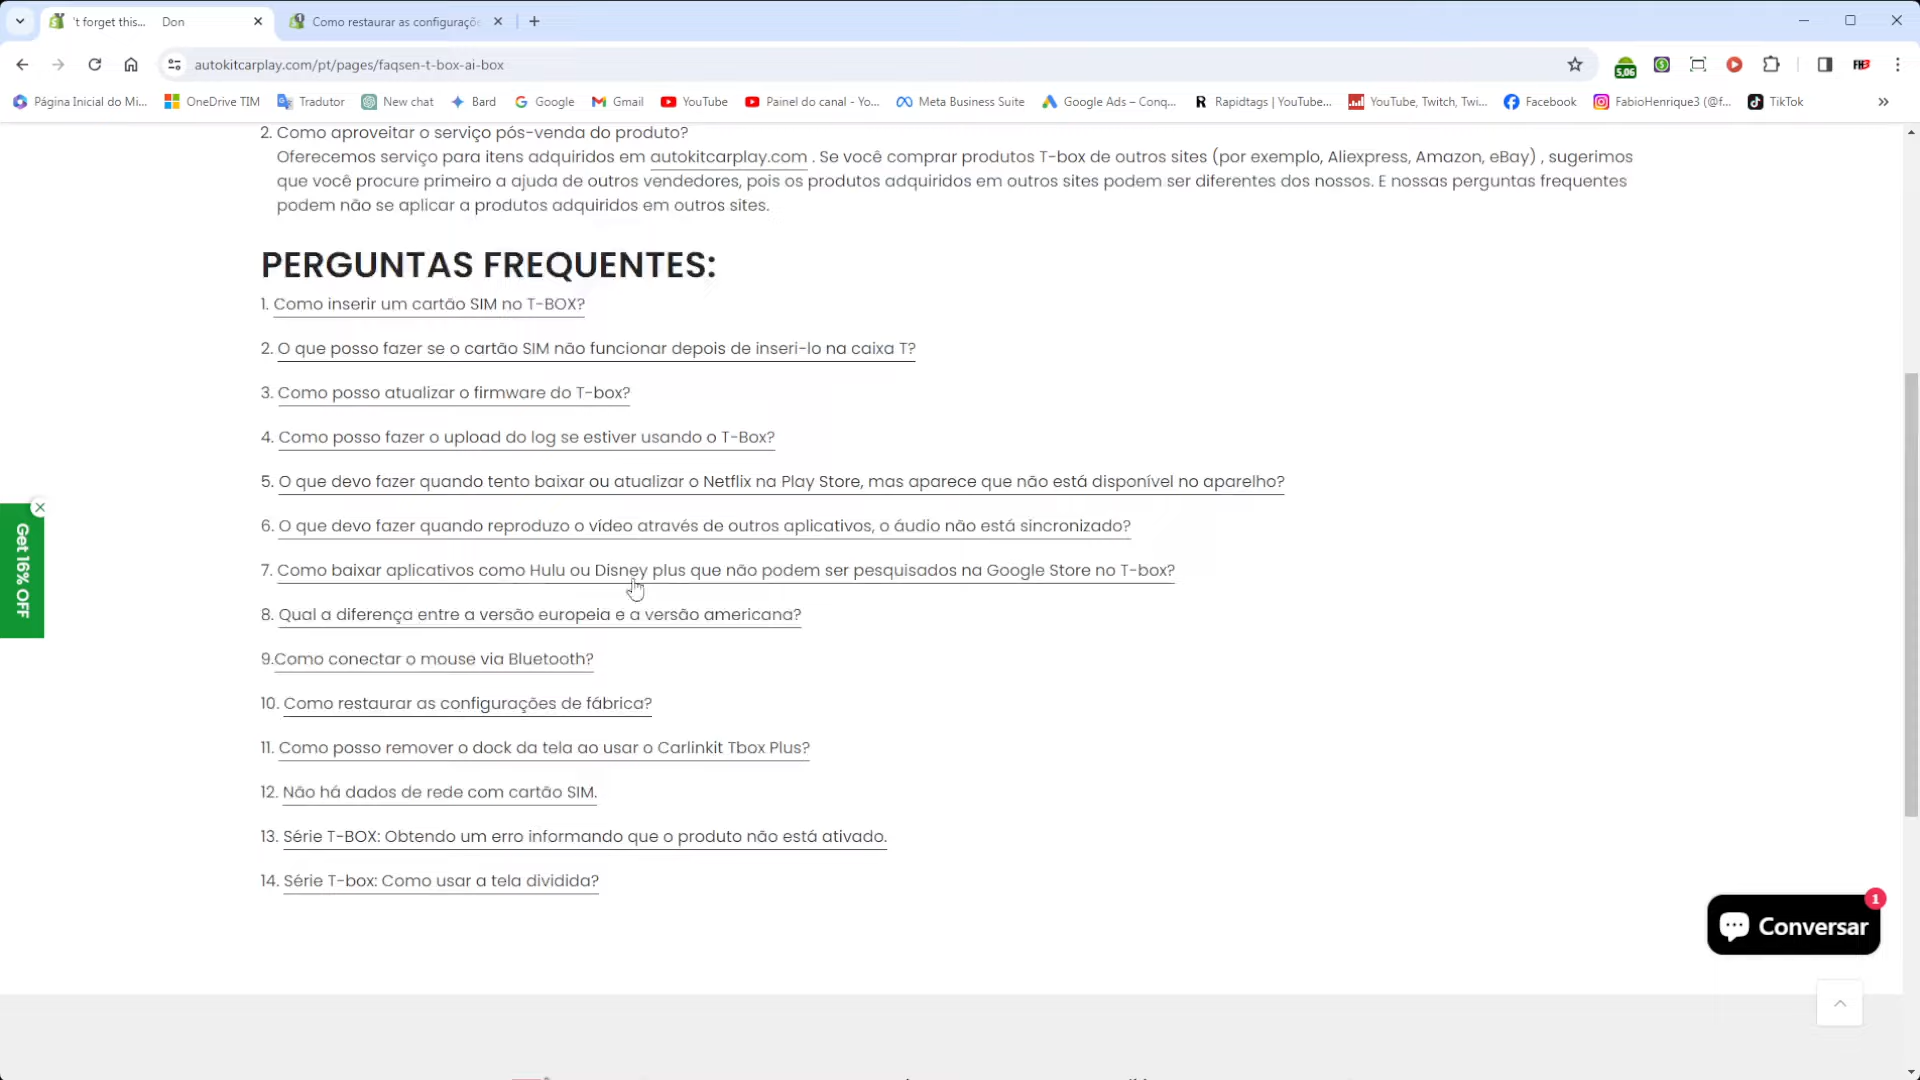 't forget this... Don
Como restaurar as configuraçõe
autokitcarplay.com/pt/pages/faqsen-t-box-ai-box
5,06
FH3
Página Inicial do Mi...
OneDrive TIM
Tradutor
New chat
Bard
Google
Gmail
YouTube
Painel do canal - Yo...
Meta Business Suite
Google Ads – Conq...
Rapidtags | YouTube...
YouTube, Twitch, Twi...
Facebook
FabioHenrique3 (@f...
TikTok
2. Como aproveitar o serviço pós-venda do produto?
Oferecemos serviço para itens adquiridos em autokitcarplay.com . Se você comprar produtos T-box de outros sites (por exemplo, Aliexpress, Amazon, eBay) , sugerimos
que você procure primeiro a ajuda de outros vendedores, pois os produtos adquiridos em outros sites podem ser diferentes dos nossos. E nossas perguntas frequentes
podem não se aplicar a produtos adquiridos em outros sites.
PERGUNTAS FREQUENTES:
1. Como inserir um cartão SIM no T-BOX?
2. O que posso fazer se o cartão SIM não funcionar depois de inseri-lo na caixa T?
3. Como posso atualizar o firmware do T-box?
4. Como posso fazer o upload do log se estiver usando o T-Box?
5. O que devo fazer quando tento baixar ou atualizar o Netflix na Play Store, mas aparece que não está disponível no aparelho?
6. O que devo fazer quando reproduzo o vídeo através de outros aplicativos, o áudio não está sincronizado?
7. Como baixar aplicativos como Hulu ou Disney plus que não podem ser pesquisados na Google Store no T-box?
8. Qual a diferença entre a versão europeia e a versão americana?
9.Como conectar o mouse via Bluetooth?
10. Como restaurar as configurações de fábrica?
11. Como posso remover o dock da tela ao usar o Carlinkit Tbox Plus?
12. Não há dados de rede com cartão SIM.
13. Série T-BOX: Obtendo um erro informando que o produto não está ativado.
14. Série T-box: Como usar a tela dividida?
Get 16% OFF
1
Conversar